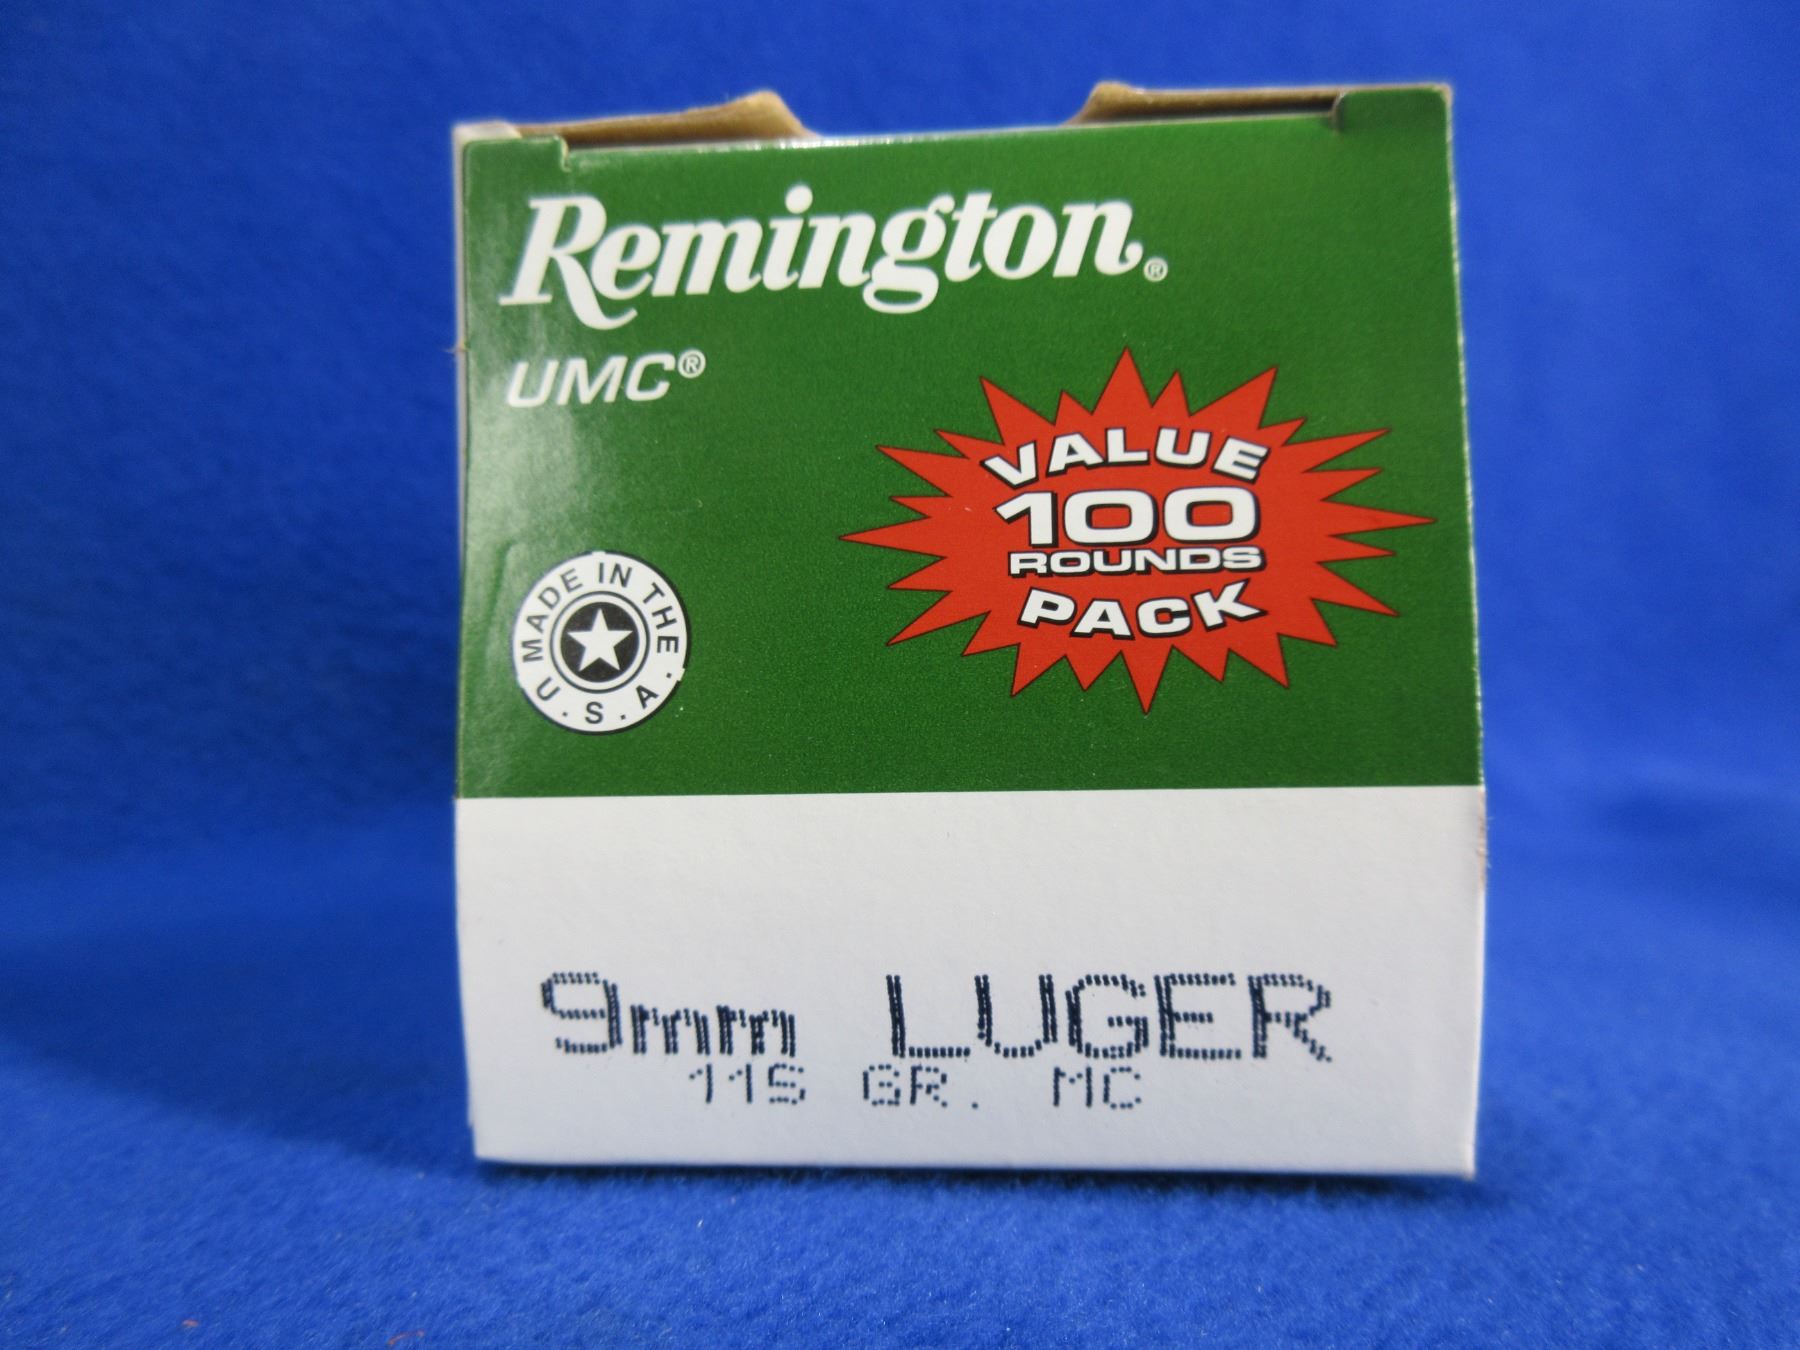 Remington®
UMC®
VALUE
100
ROUNDS
PACK
MADE IN THE
U.S.A.
9mm LUGER
115 GR. MC